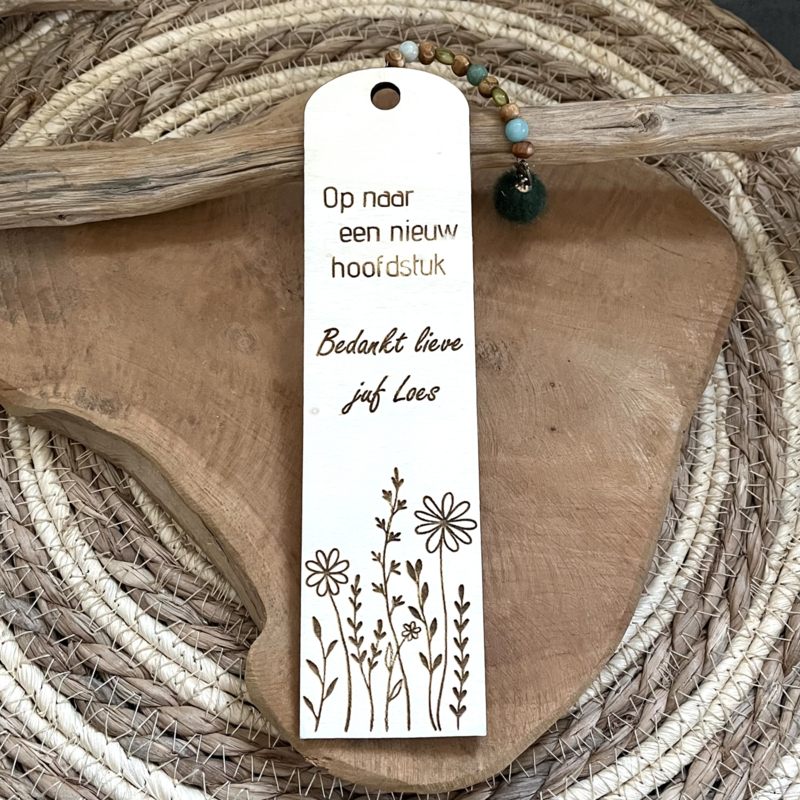 Op naar
een nieuw
hoofdstuk
Bedankt lieve
juf Loes